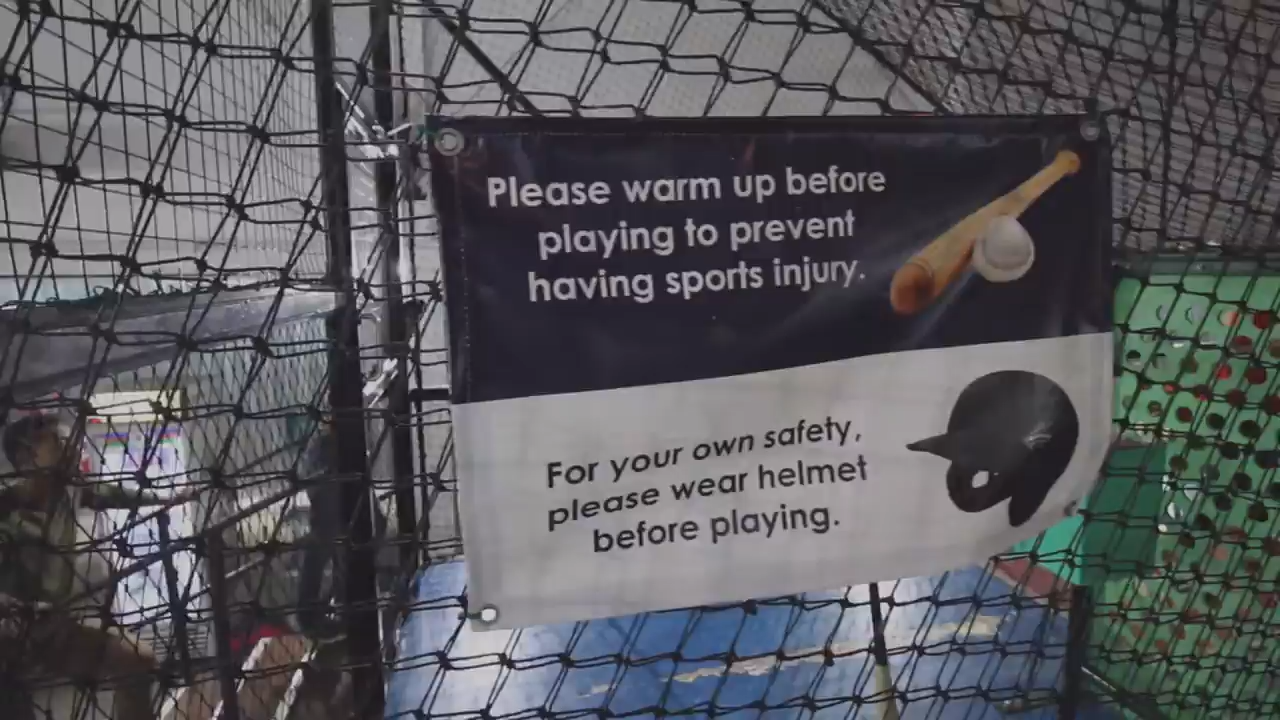 Please warm up before
playing to prevent
having sports injury.
For your own safety,
please wear helmet
before playing.